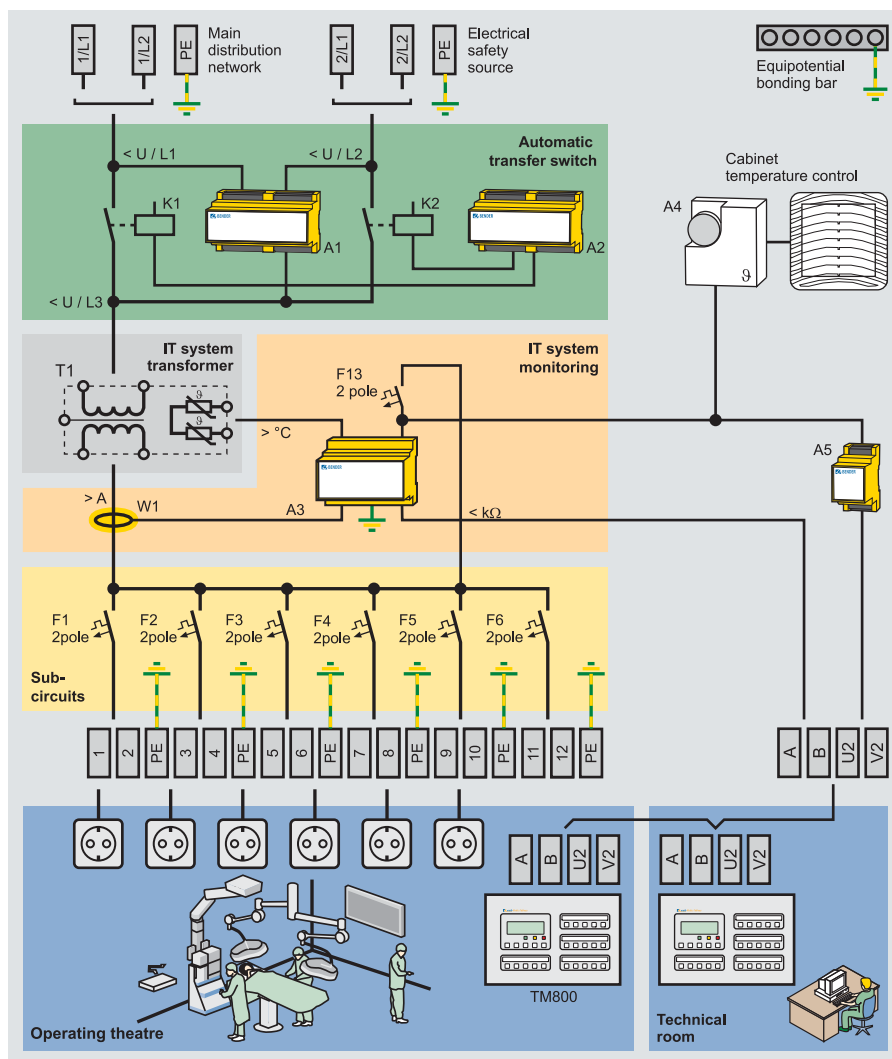 1/L1
1/L2
PE
Main
distribution
network
2/L1
2/L2
PE
Electrical
safety
source
Equipotential
bonding bar
Automatic
transfer switch
< U / L1
< U / L2
K1
BENDER
A1
K2
BENDER
A2
< U / L3
Cabinet
temperature control
A4
ϑ
IT system
transformer
T1
ϑ
ϑ
IT system
monitoring
F13
2 pole
> °C
BENDER
A3
< kΩ
> A
W1
A5
BENDER
F1
2pole
F2
2pole
F3
2pole
F4
2pole
F5
2pole
F6
2pole
Sub-
circuits
1
2
PE
3
4
PE
5
6
PE
7
8
PE
9
10
PE
11
12
PE
A
B
U2
V2
A
B
U2
V2
A
B
U2
V2
TM800
Operating theatre
Technical
room